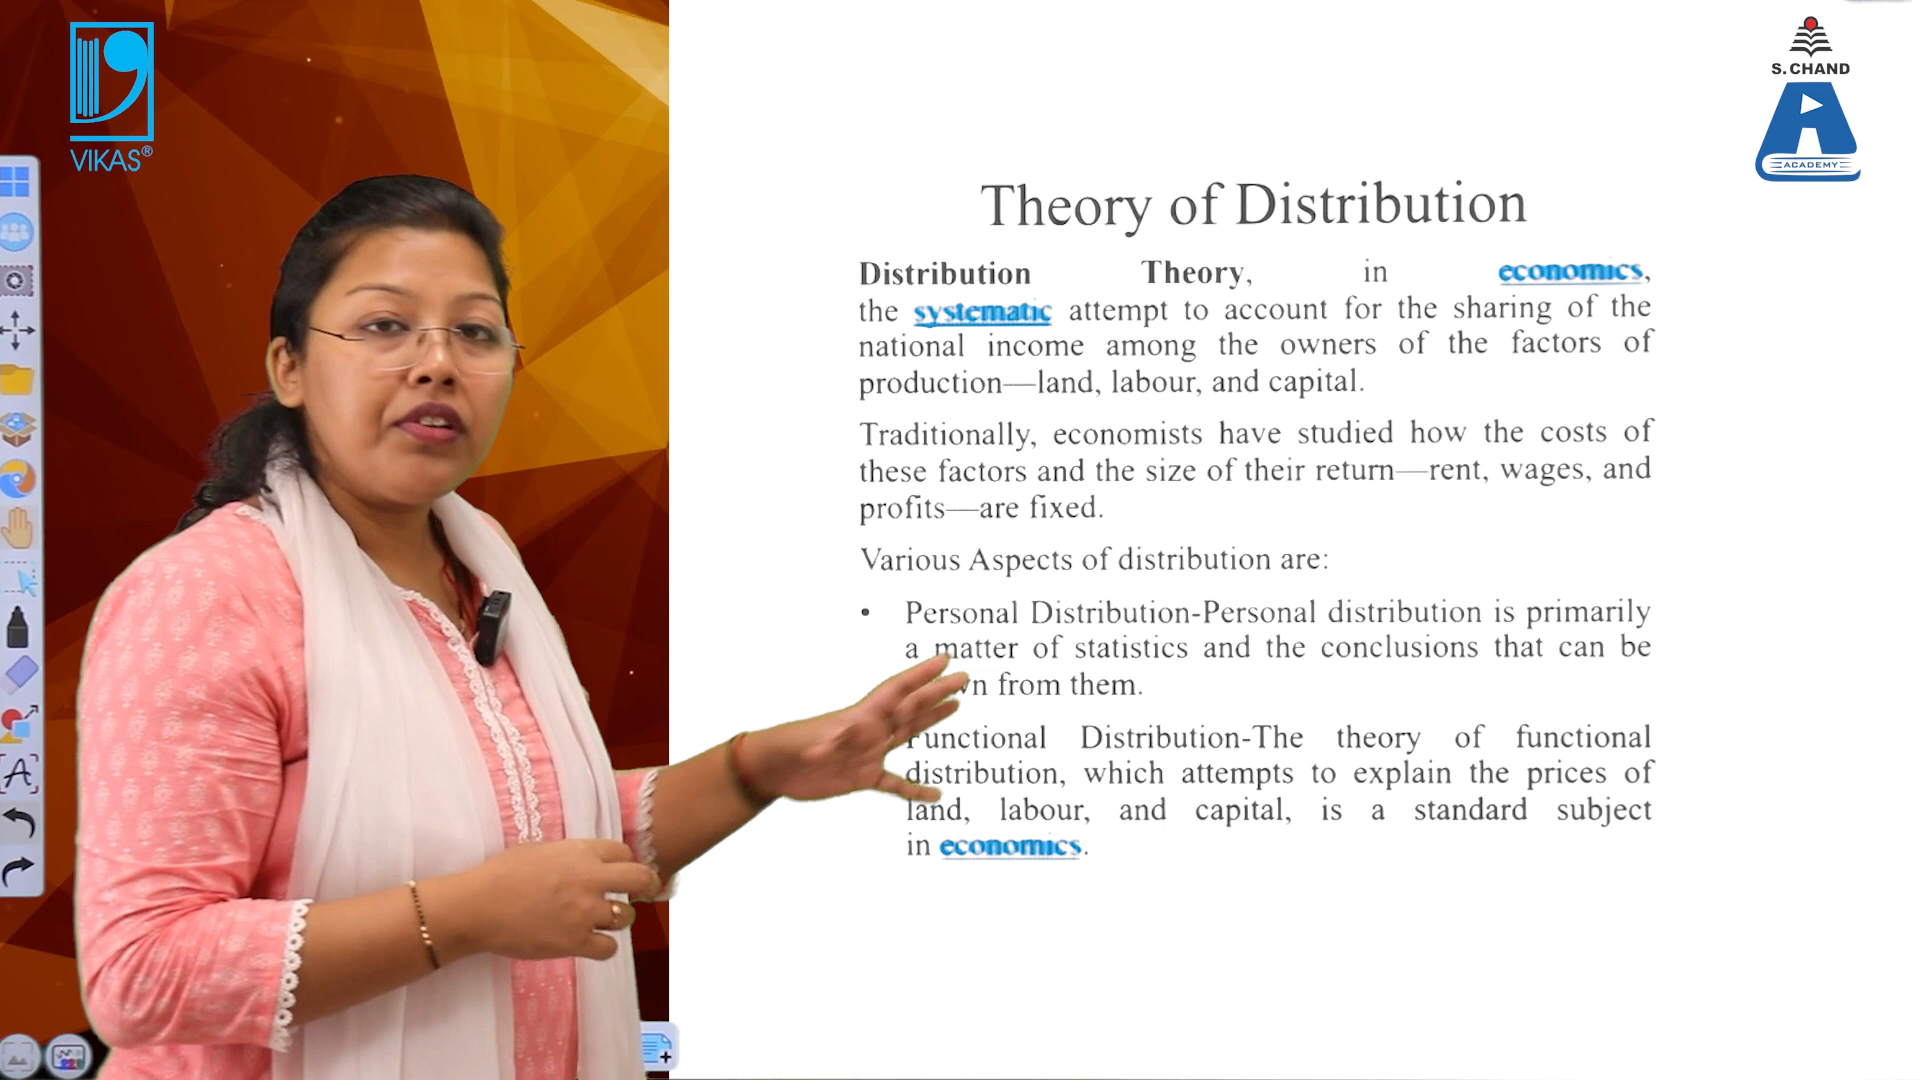 VIKAS®
S. CHAND
ACADEMY
Theory of Distribution
Distribution Theory, in economics,
the systematic attempt to account for the sharing of the
national income among the owners of the factors of
production—land, labour, and capital.
Traditionally, economists have studied how the costs of
these factors and the size of their return—rent, wages, and
profits—are fixed.
Various Aspects of distribution are:
• Personal Distribution-Personal distribution is primarily
a matter of statistics and the conclusions that can be
from them.
Functional Distribution-The theory of functional
distribution, which attempts to explain the prices of
land, labour, and capital, is a standard subject
in economics.